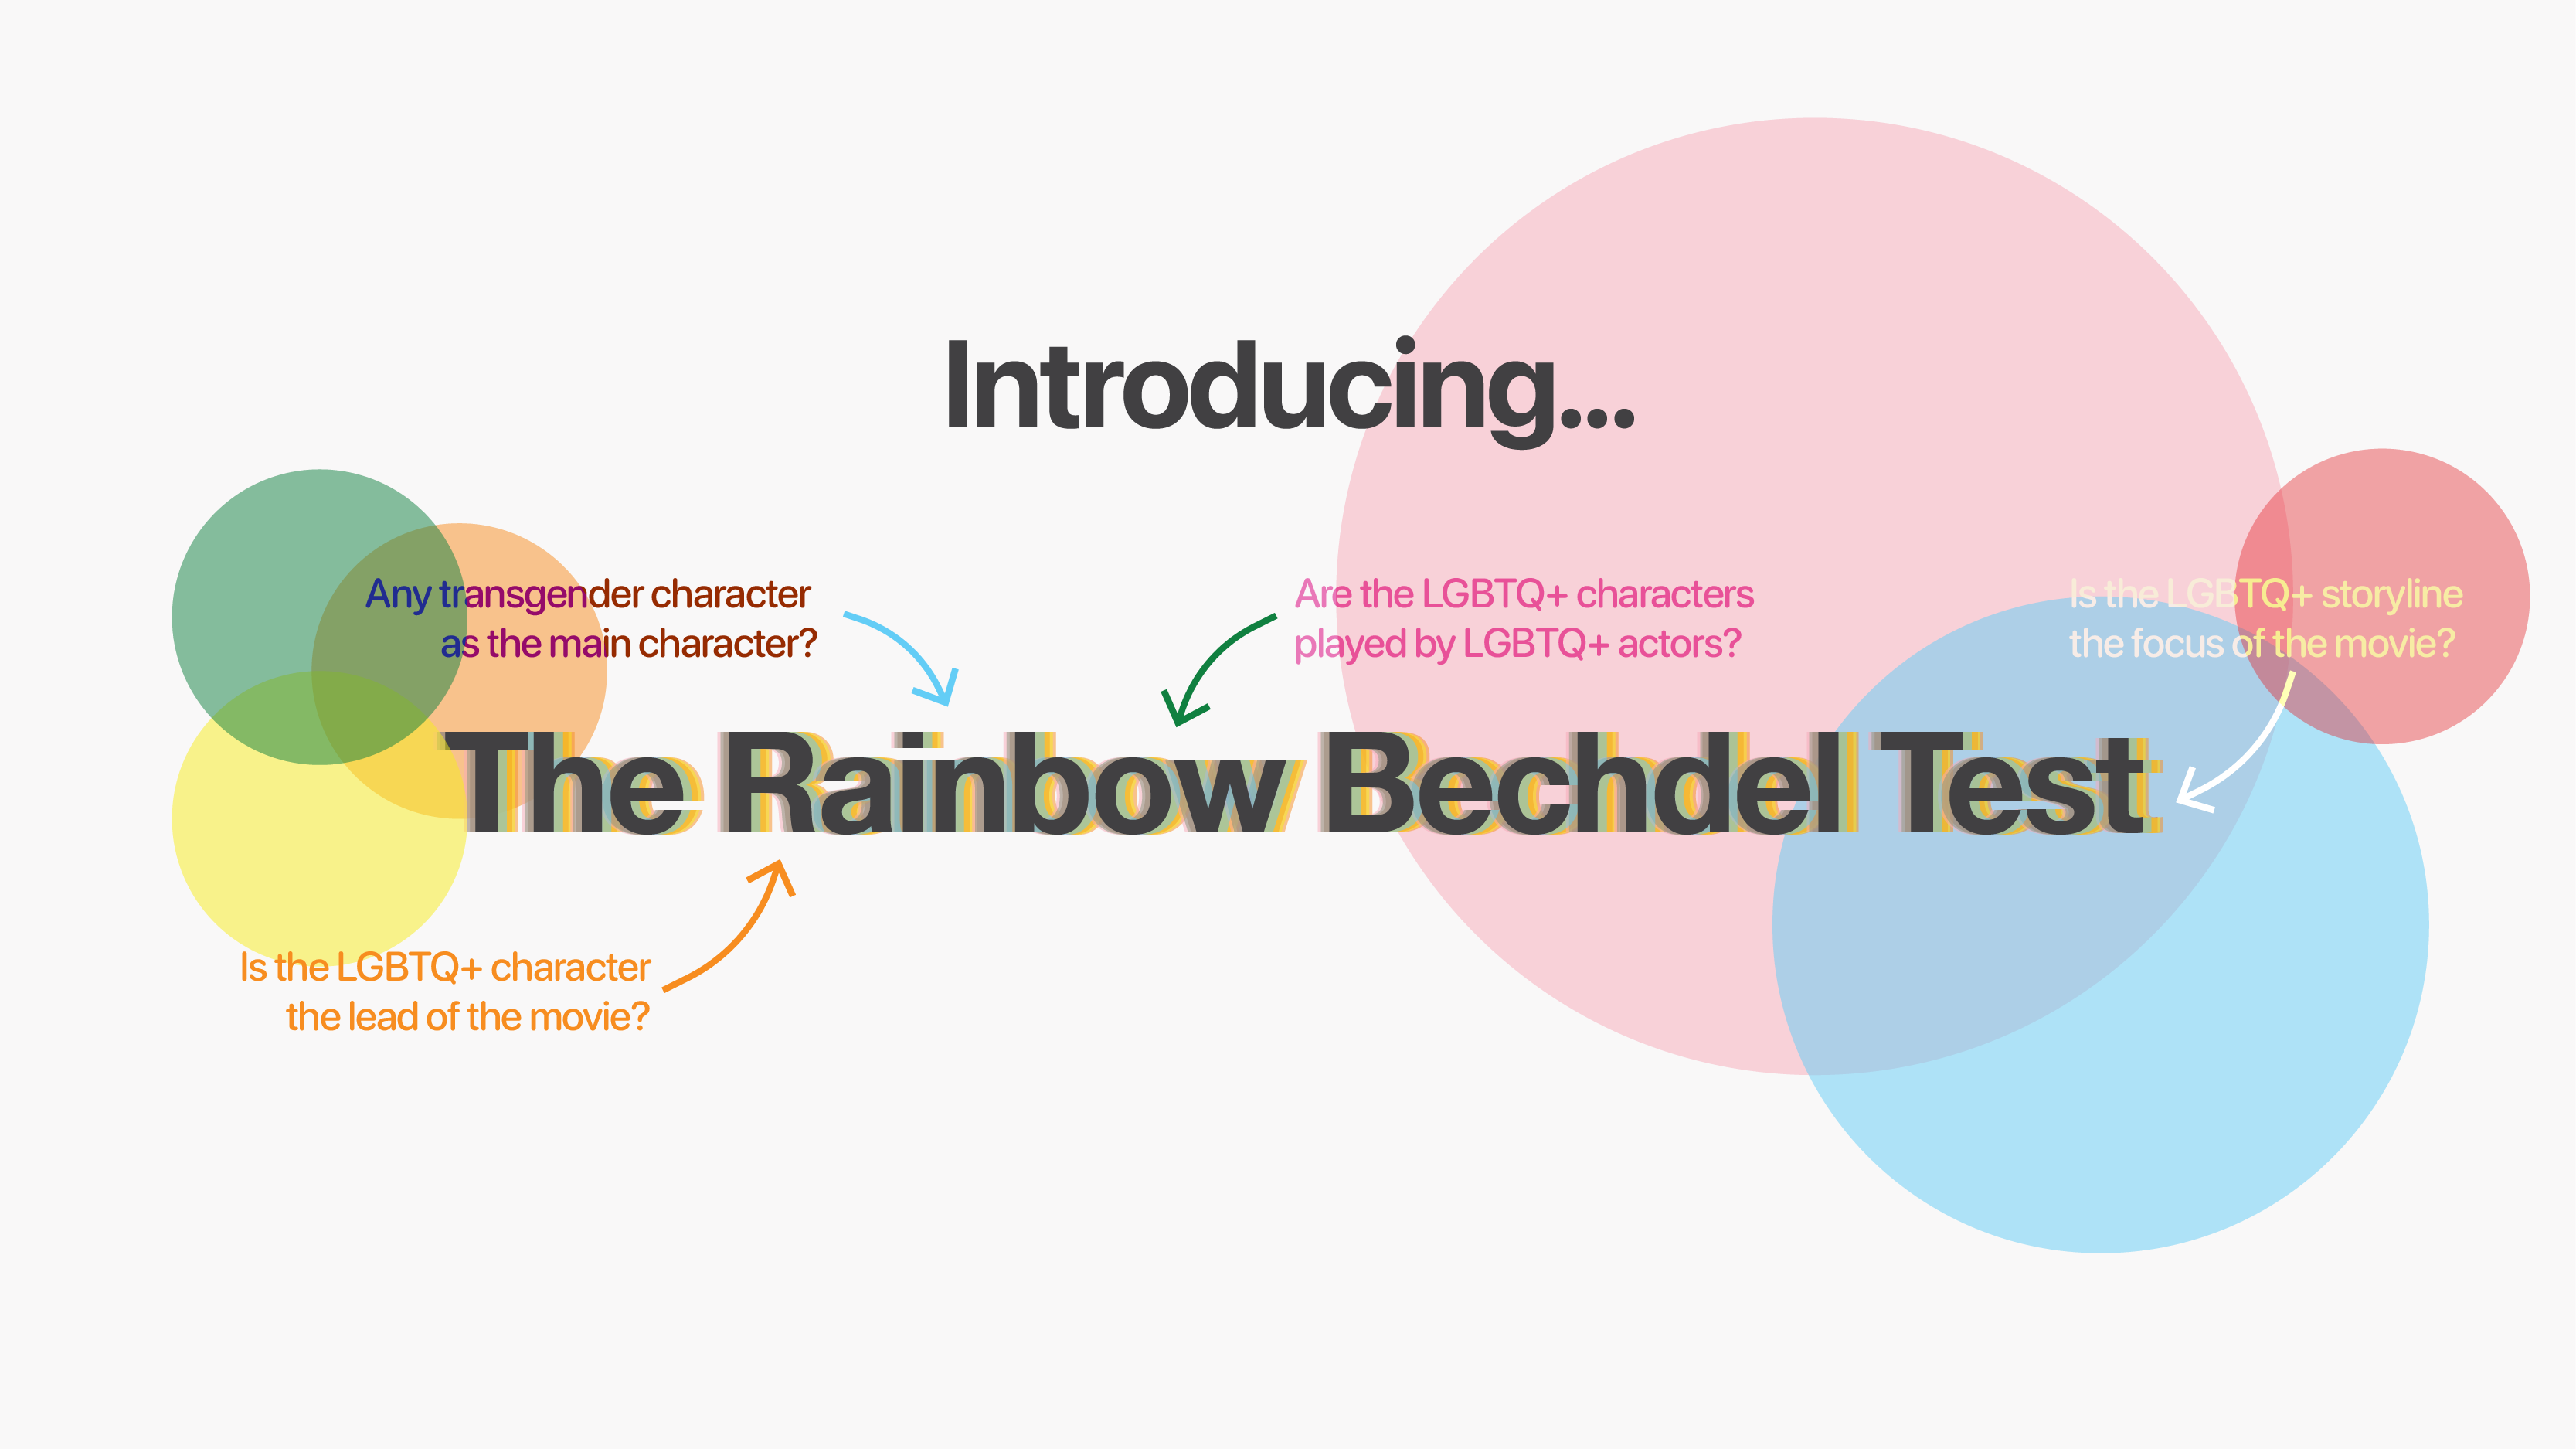 Introducing...
Any transgender character
as the main character?
Are the LGBTQ+ characters
played by LGBTQ+ actors?
Is the LGBTQ+ storyline
the focus of the movie?
The Rainbow Bechdel Test
Is the LGBTQ+ character
the lead of the movie?